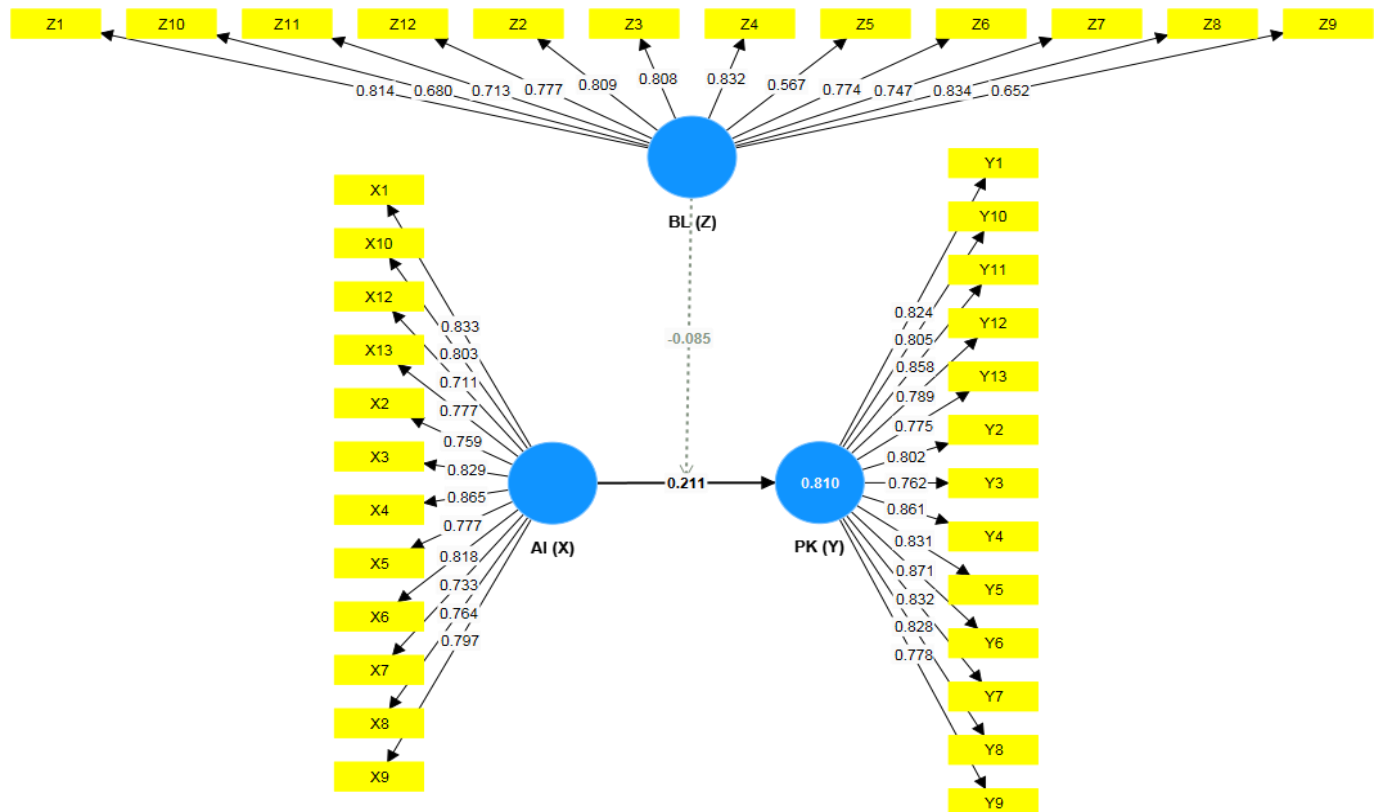 Z1 Z10 Z11 Z12 Z2 Z3 Z4 Z5 Z6 Z7 Z8 Z9
0.814 0.680 0.713 0.777 0.809 0.808 0.832 0.567 0.774 0.747 0.834 0.652
BL (Z)
-0.085
X1
X10
X12
X13
X2
X3
X4
X5
X6
X7
X8
X9
0.833
0.803
0.711
0.777
0.759
0.829
0.865
0.777
0.818
0.733
0.764
0.797
AI (X)
0.211
0.810
PK (Y)
0.824
0.805
0.858
0.789
0.775
0.802
0.762
0.861
0.831
0.871
0.832
0.828
0.778
Y1
Y10
Y11
Y12
Y13
Y2
Y3
Y4
Y5
Y6
Y7
Y8
Y9